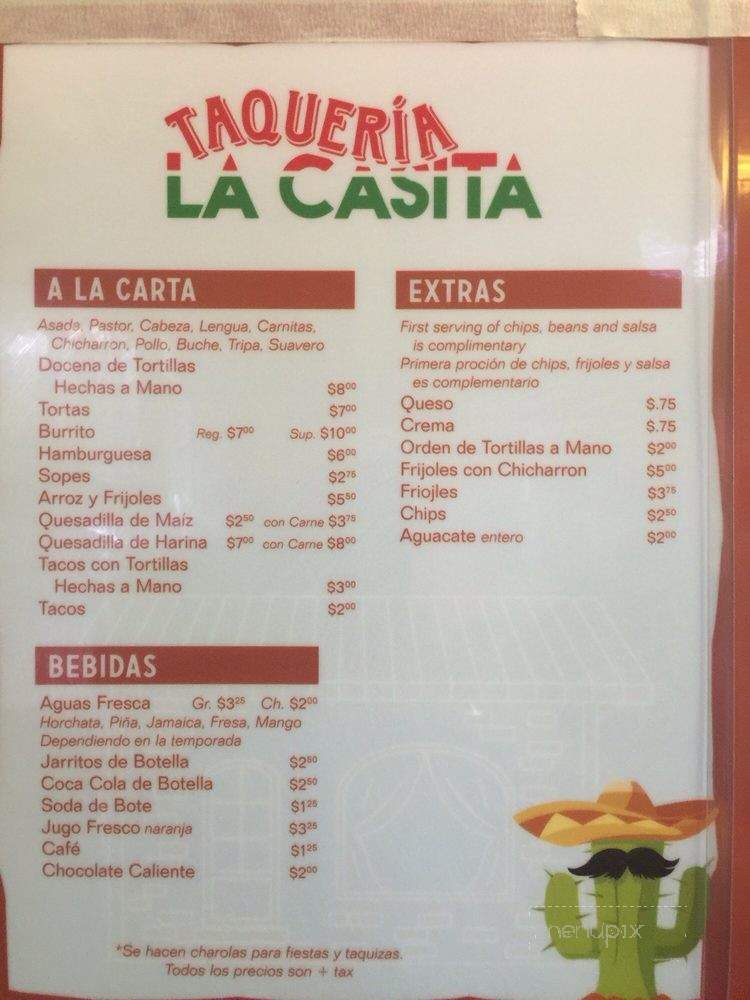 TAQUERÍA
LA CASITA
A LA CARTA
Asada, Pastor, Cabeza, Lengua, Carnitas,
Chicharron, Pollo, Buche, Tripa, Suavero
Docena de Tortillas
Hechas a Mano $8⁰⁰
Tortas $7⁰⁰
Burrito Reg. $7⁰⁰ Sup. $10⁰⁰
Hamburguesa $6⁰⁰
Sopes $2⁷⁵
Arroz y Frijoles $5⁵⁰
Quesadilla de Maíz $2⁵⁰ con Carne $3⁷⁵
Quesadilla de Harina $7⁰⁰ con Carne $8⁰⁰
Tacos con Tortillas
Hechas a Mano $3⁰⁰
Tacos $2⁰⁰
BEBIDAS
Aguas Fresca Gr. $3²⁵ Ch. $2⁰⁰
Horchata, Piña, Jamaica, Fresa, Mango
Dependiendo en la temporada
Jarritos de Botella $2⁵⁰
Coca Cola de Botella $2⁵⁰
Soda de Bote $1²⁵
Jugo Fresco naranja $3²⁵
Café $1²⁵
Chocolate Caliente $2⁰⁰
EXTRAS
First serving of chips, beans and salsa
is complimentary
Primera proción de chips, frijoles y salsa
es complementario
Queso $.75
Crema $.75
Orden de Tortillas a Mano $2⁰⁰
Frijoles con Chicharron $5⁰⁰
Friojles $3⁷⁵
Chips $2⁵⁰
Aguacate entero $2⁰⁰
*Se hacen charolas para fiestas y taquizas.
Todos los precios son + tax
menupix